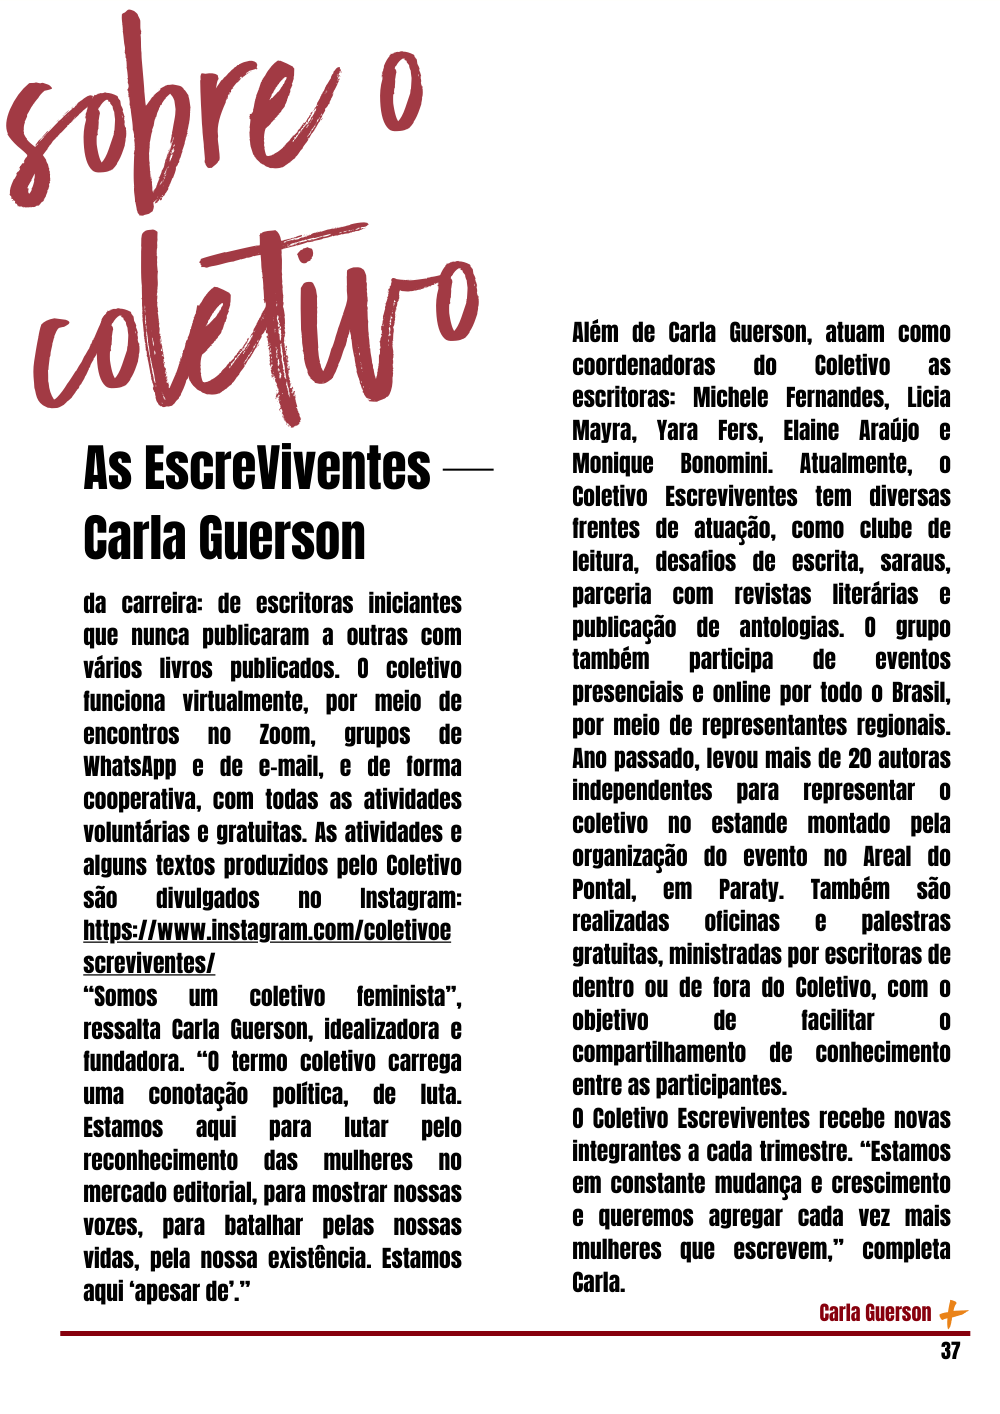 sobre o
coletivo
As EscreViventes —
Carla Guerson
da carreira: de escritoras iniciantes
que nunca publicaram a outras com
vários livros publicados. O coletivo
funciona virtualmente, por meio de
encontros no Zoom, grupos de
WhatsApp e de e-mail, e de forma
cooperativa, com todas as atividades
voluntárias e gratuitas. As atividades e
alguns textos produzidos pelo Coletivo
são divulgados no Instagram:
https://www.instagram.com/coletivoe
screviventes/
“Somos um coletivo feminista”,
ressalta Carla Guerson, idealizadora e
fundadora. “O termo coletivo carrega
uma conotação política, de luta.
Estamos aqui para lutar pelo
reconhecimento das mulheres no
mercado editorial, para mostrar nossas
vozes, para batalhar pelas nossas
vidas, pela nossa existência. Estamos
aqui ‘apesar de’.”
Além de Carla Guerson, atuam como
coordenadoras do Coletivo as
escritoras: Michele Fernandes, Licia
Mayra, Yara Fers, Elaine Araújo e
Monique Bonomini. Atualmente, o
Coletivo Escreviventes tem diversas
frentes de atuação, como clube de
leitura, desafios de escrita, saraus,
parceria com revistas literárias e
publicação de antologias. O grupo
também participa de eventos
presenciais e online por todo o Brasil,
por meio de representantes regionais.
Ano passado, levou mais de 20 autoras
independentes para representar o
coletivo no estande montado pela
organização do evento no Areal do
Pontal, em Paraty. Também são
realizadas oficinas e palestras
gratuitas, ministradas por escritoras de
dentro ou de fora do Coletivo, com o
objetivo de facilitar o
compartilhamento de conhecimento
entre as participantes.
O Coletivo Escreviventes recebe novas
integrantes a cada trimestre. “Estamos
em constante mudança e crescimento
e queremos agregar cada vez mais
mulheres que escrevem,” completa
Carla.
Carla Guerson
37